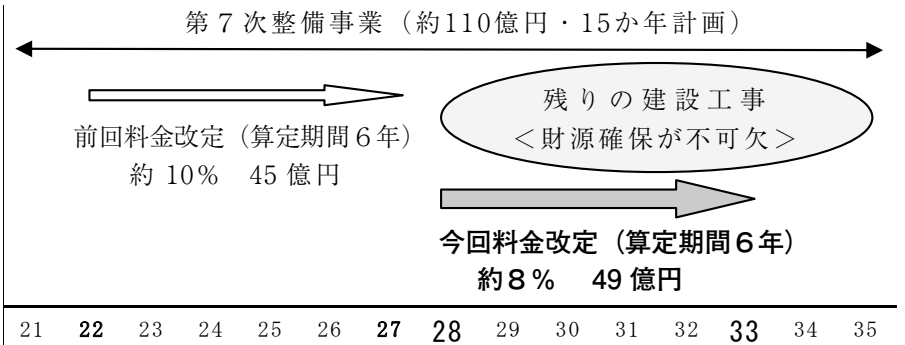 第７次整備事業（約110億円・15か年計画）
残りの建設工事
＜財源確保が不可欠＞
前回料金改定（算定期間６年）
約 10%　45 億円
今回料金改定（算定期間６年）
約８％　49 億円
21 22 23 24 25 26 27 28 29 30 31 32 33 34 35